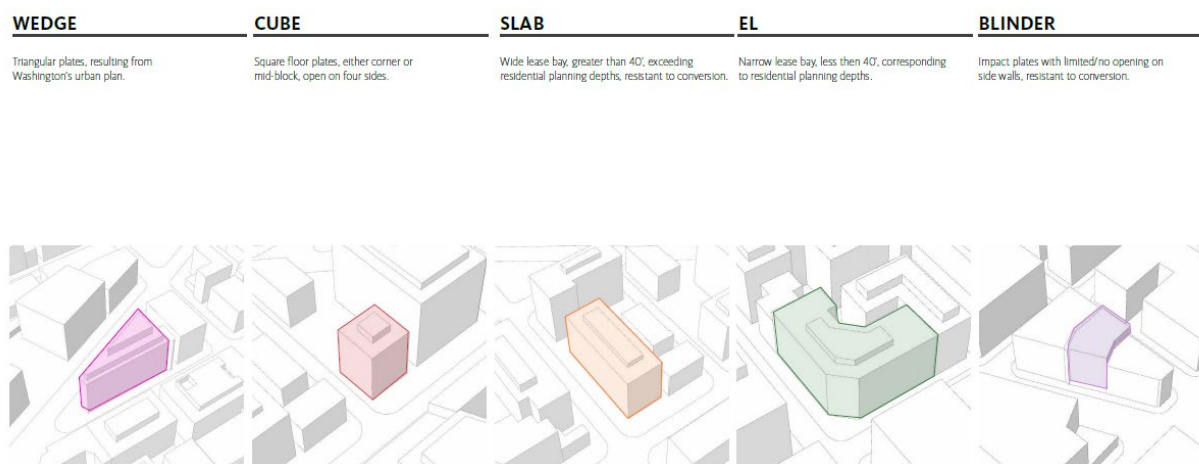 WEDGE
Triangular plates, resulting from
Washington's urban plan.
CUBE
Square floor plates, either corner or
mid-block, open on four sides.
SLAB
Wide lease bay, greater than 40', exceeding
residential planning depths, resistant to conversion.
EL
Narrow lease bay, less then 40', corresponding
to residential planning depths.
BLINDER
Impact plates with limited/no opening on
side walls, resistant to conversion.